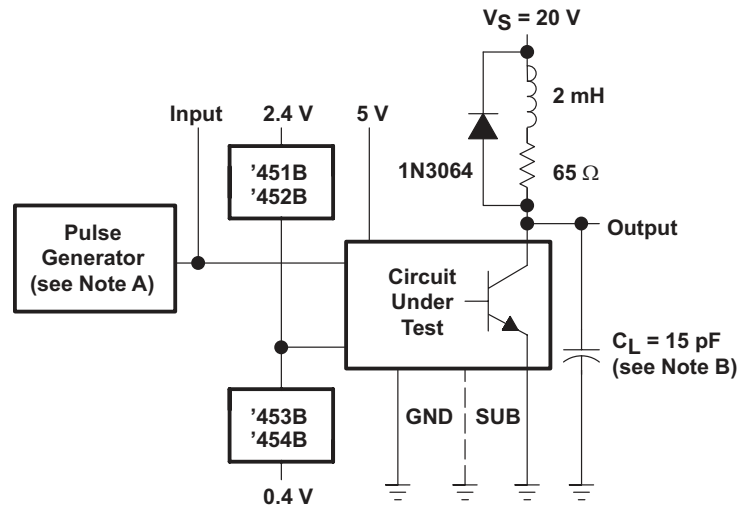 VS = 20 V
2 mH
Input
2.4 V
5 V
'451B
'452B
1N3064
65 Ω
Output
Pulse
Generator
(see Note A)
Circuit
Under
Test
CL = 15 pF
(see Note B)
'453B
'454B
GND
SUB
0.4 V